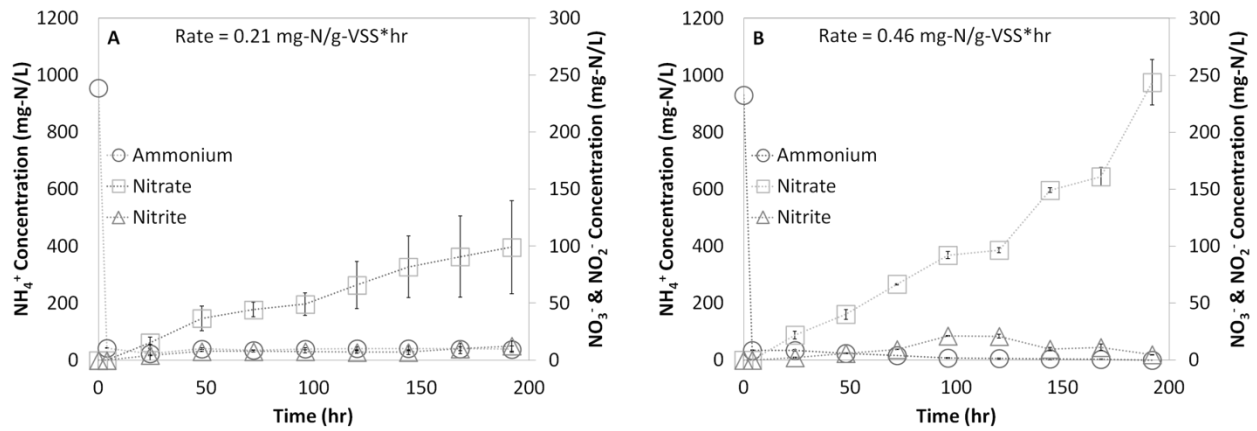 A
Rate = 0.21 mg-N/g-VSS*hr
NH₄⁺ Concentration (mg-N/L)
1200
1000
800
600
400
200
0
Ammonium
Nitrate
Nitrite
300
250
200
150
100
50
0
NO₃⁻ & NO₂⁻ Concentration (mg-N/L)
0 50 100 150 200
Time (hr)
B
Rate = 0.46 mg-N/g-VSS*hr
NH₄⁺ Concentration (mg-N/L)
1200
1000
800
600
400
200
0
Ammonium
Nitrate
Nitrite
300
250
200
150
100
50
0
NO₃⁻ & NO₂⁻ Concentration (mg-N/L)
0 50 100 150 200
Time (hr)